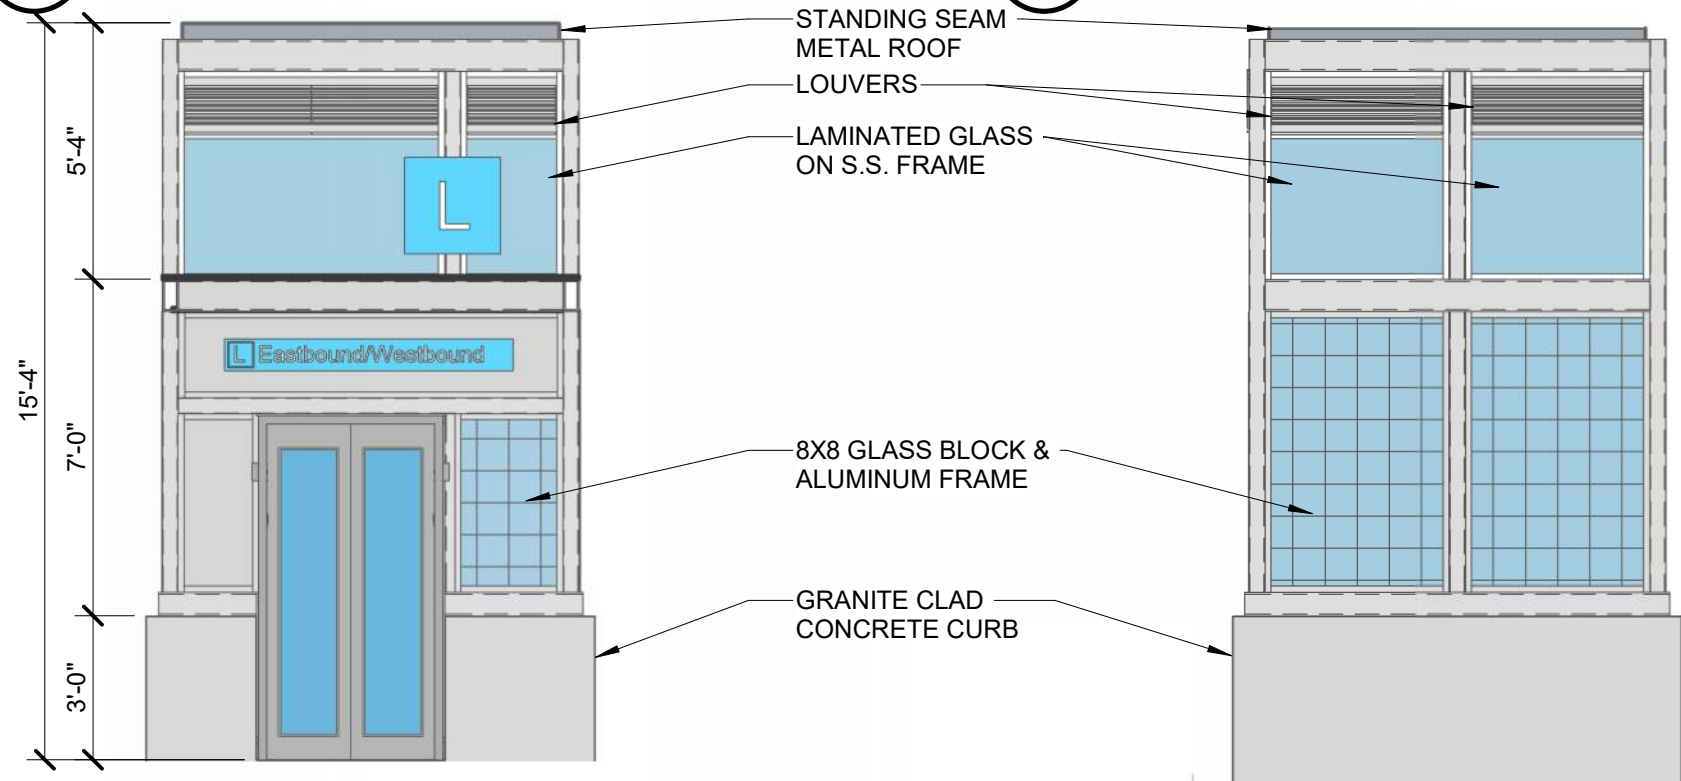 STANDING SEAM
METAL ROOF
LOUVERS
LAMINATED GLASS
ON S.S. FRAME
5'-4"
L
15'-4"
L Eastbound/Westbound
7'-0"
8X8 GLASS BLOCK &
ALUMINUM FRAME
GRANITE CLAD
CONCRETE CURB
3'-0"